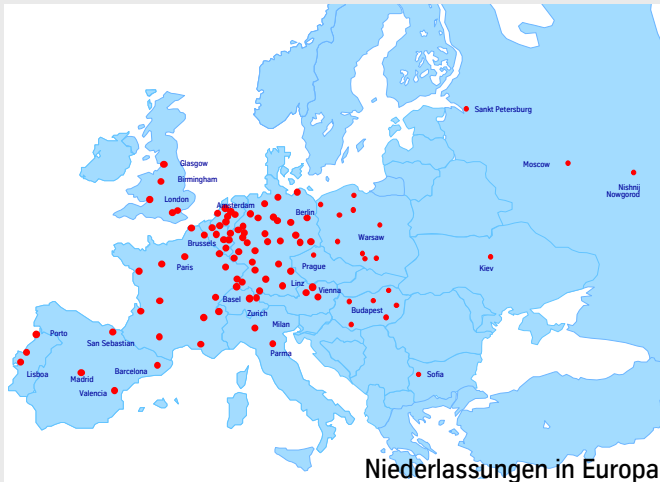 Sankt Petersburg
Glasgow
Moscow
Birmingham
Nishnij
Nowgorod
London
Amsterdam
Berlin
Warsaw
Brussels
Prague
Kiev
Paris
Linz
Vienna
Basel
Budapest
Zurich
Porto
Milan
San Sebastian
Parma
Lisboa
Madrid
Barcelona
Sofia
Valencia
Niederlassungen in Europa